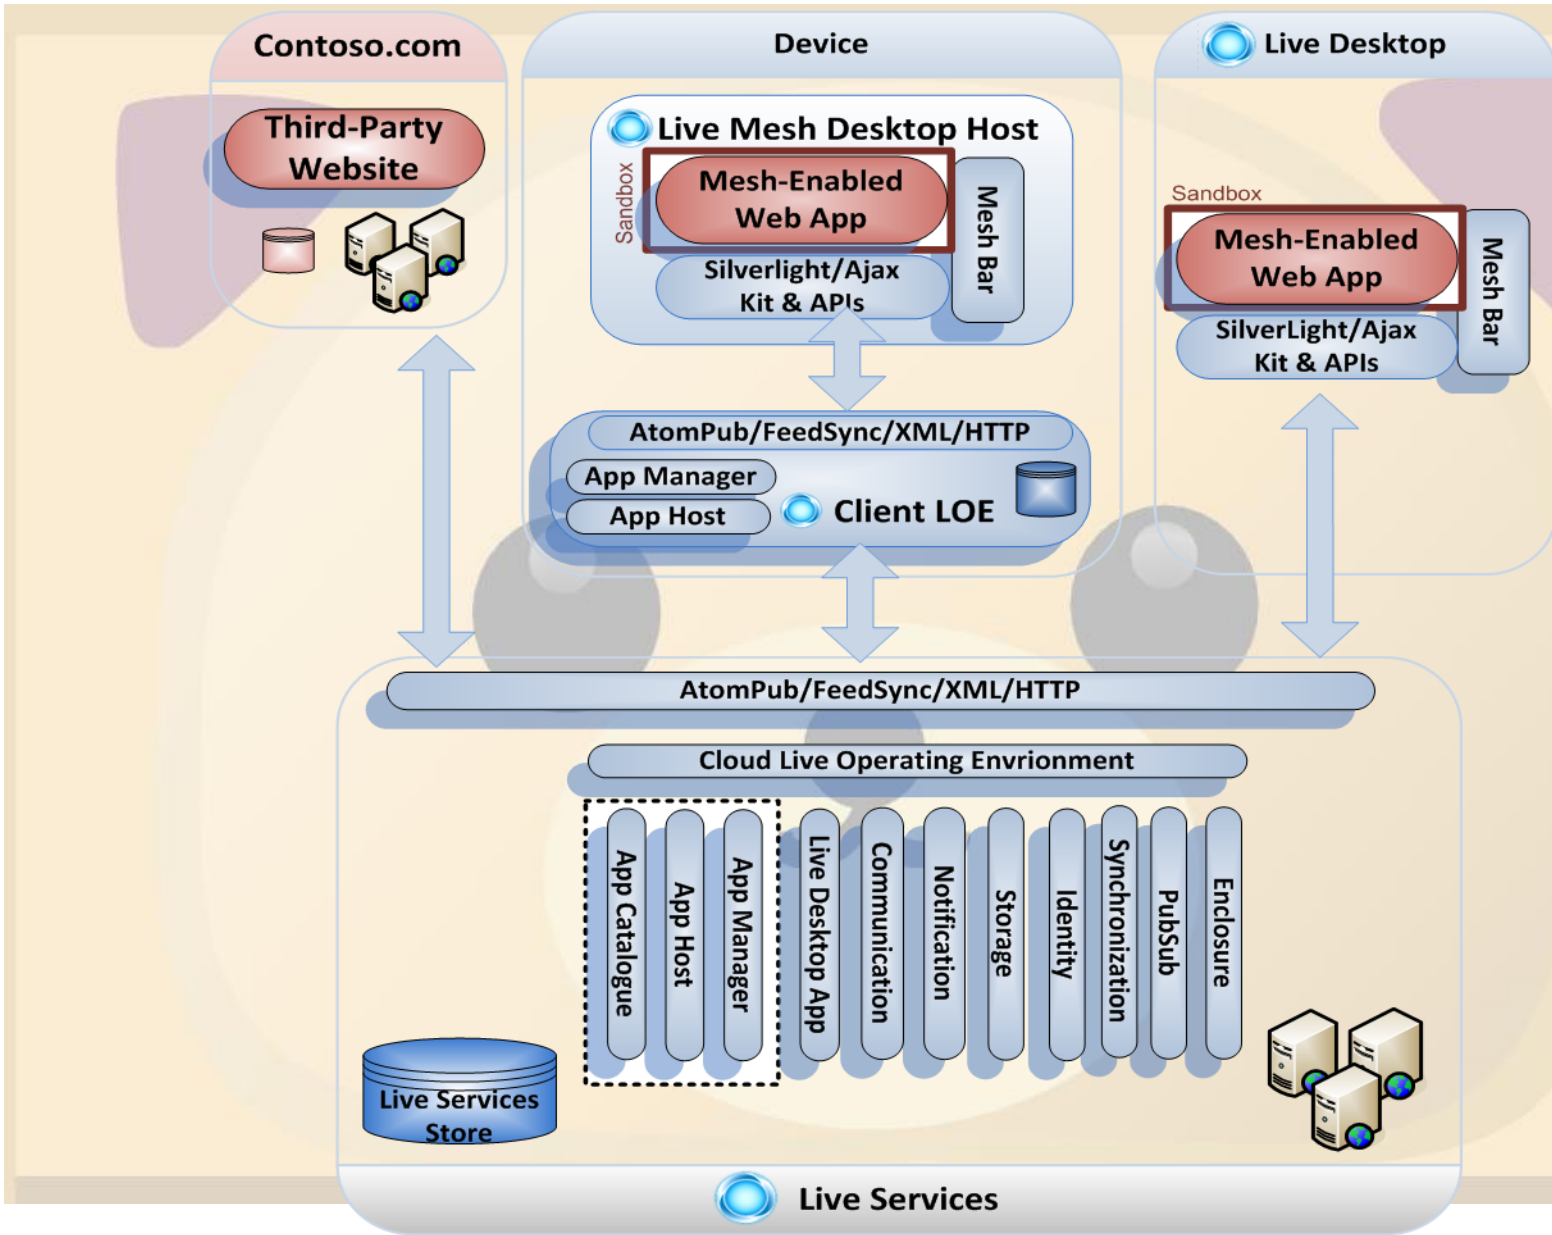 Contoso.com
Third-Party
Website
Device
Live Mesh Desktop Host
Sandbox
Mesh-Enabled
Web App
Silverlight/Ajax
Kit & APIs
Mesh Bar
AtomPub/FeedSync/XML/HTTP
App Manager
App Host
Client LOE
Live Desktop
Sandbox
Mesh-Enabled
Web App
SilverLight/Ajax
Kit & APIs
Mesh Bar
AtomPub/FeedSync/XML/HTTP
Cloud Live Operating Envrionment
App Catalogue
App Host
App Manager
Live Desktop App
Communication
Notification
Storage
Identity
Synchronization
PubSub
Enclosure
Live Services
Store
Live Services